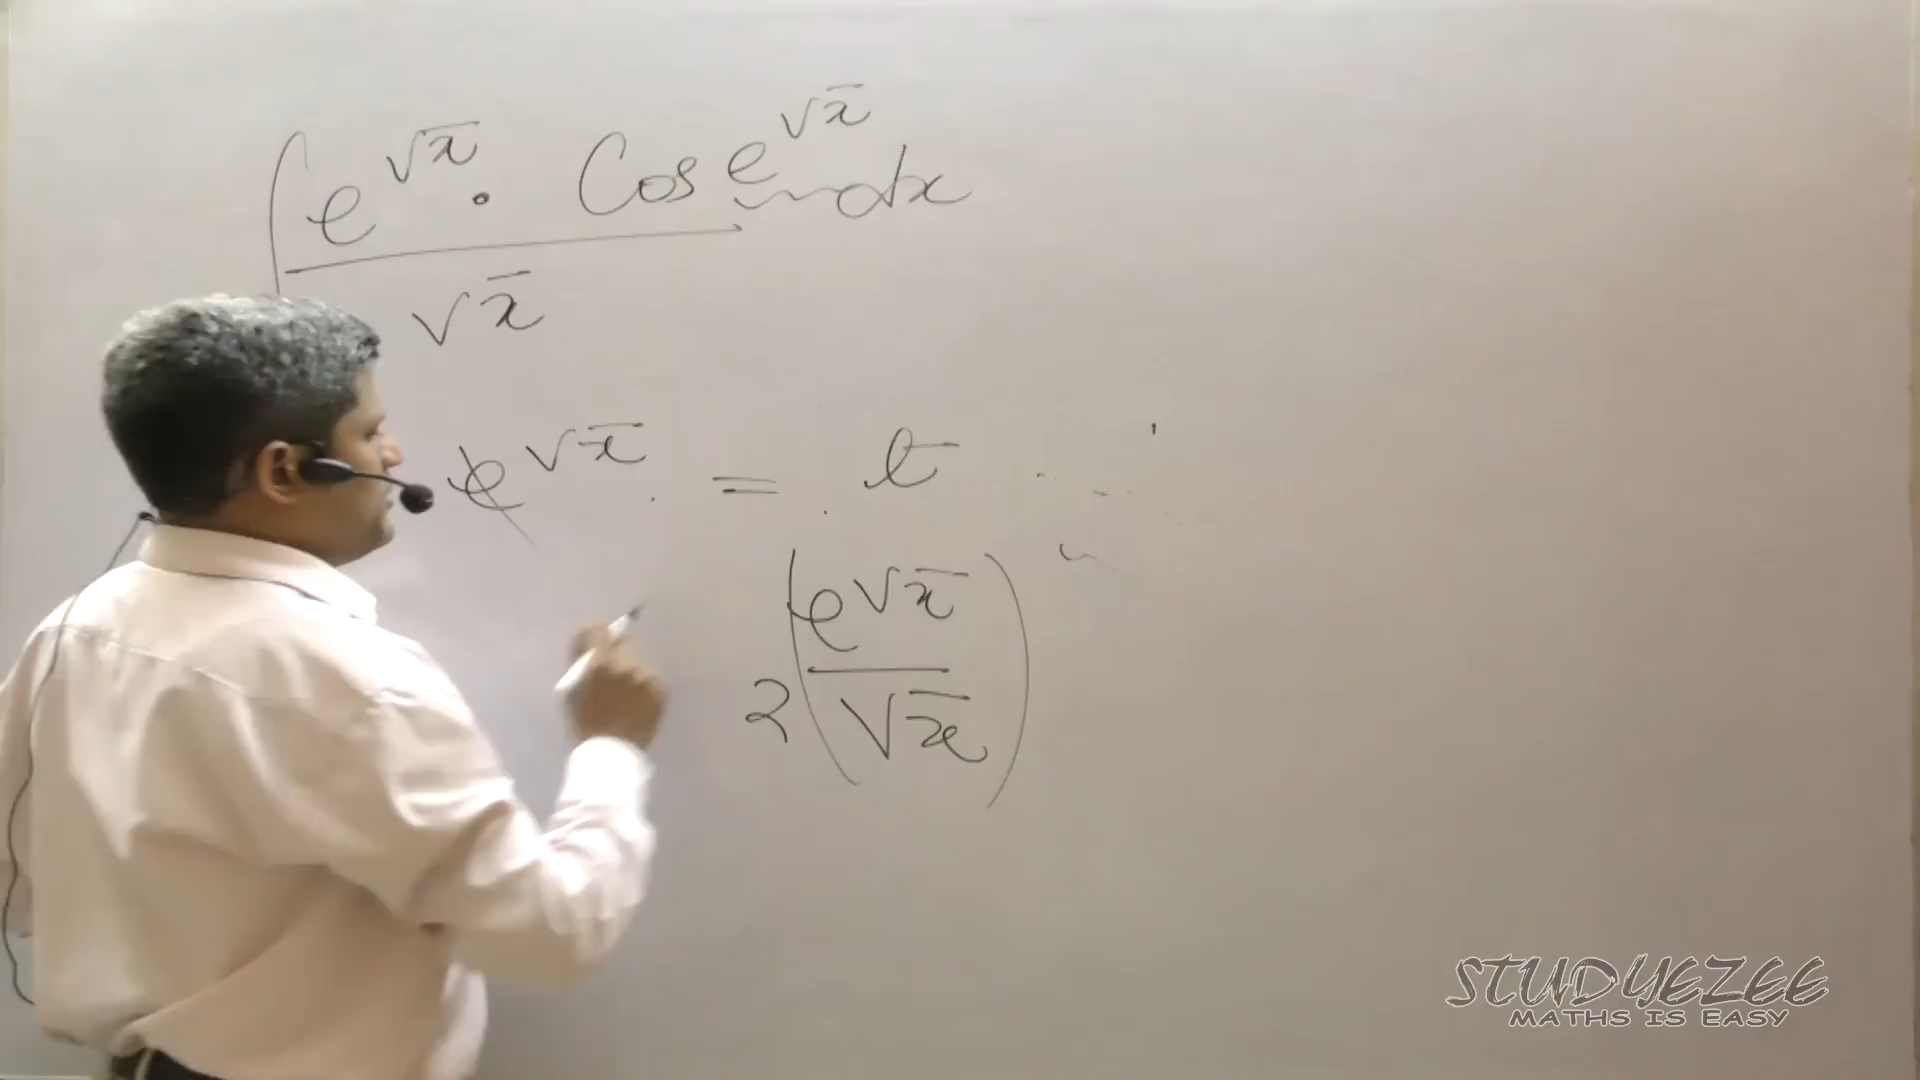 ∫ e^√x · Cos e^√x dx
√x
e^√x = t
2 (e^√x / √x)
STUDYEZEE
MATHS IS EASY